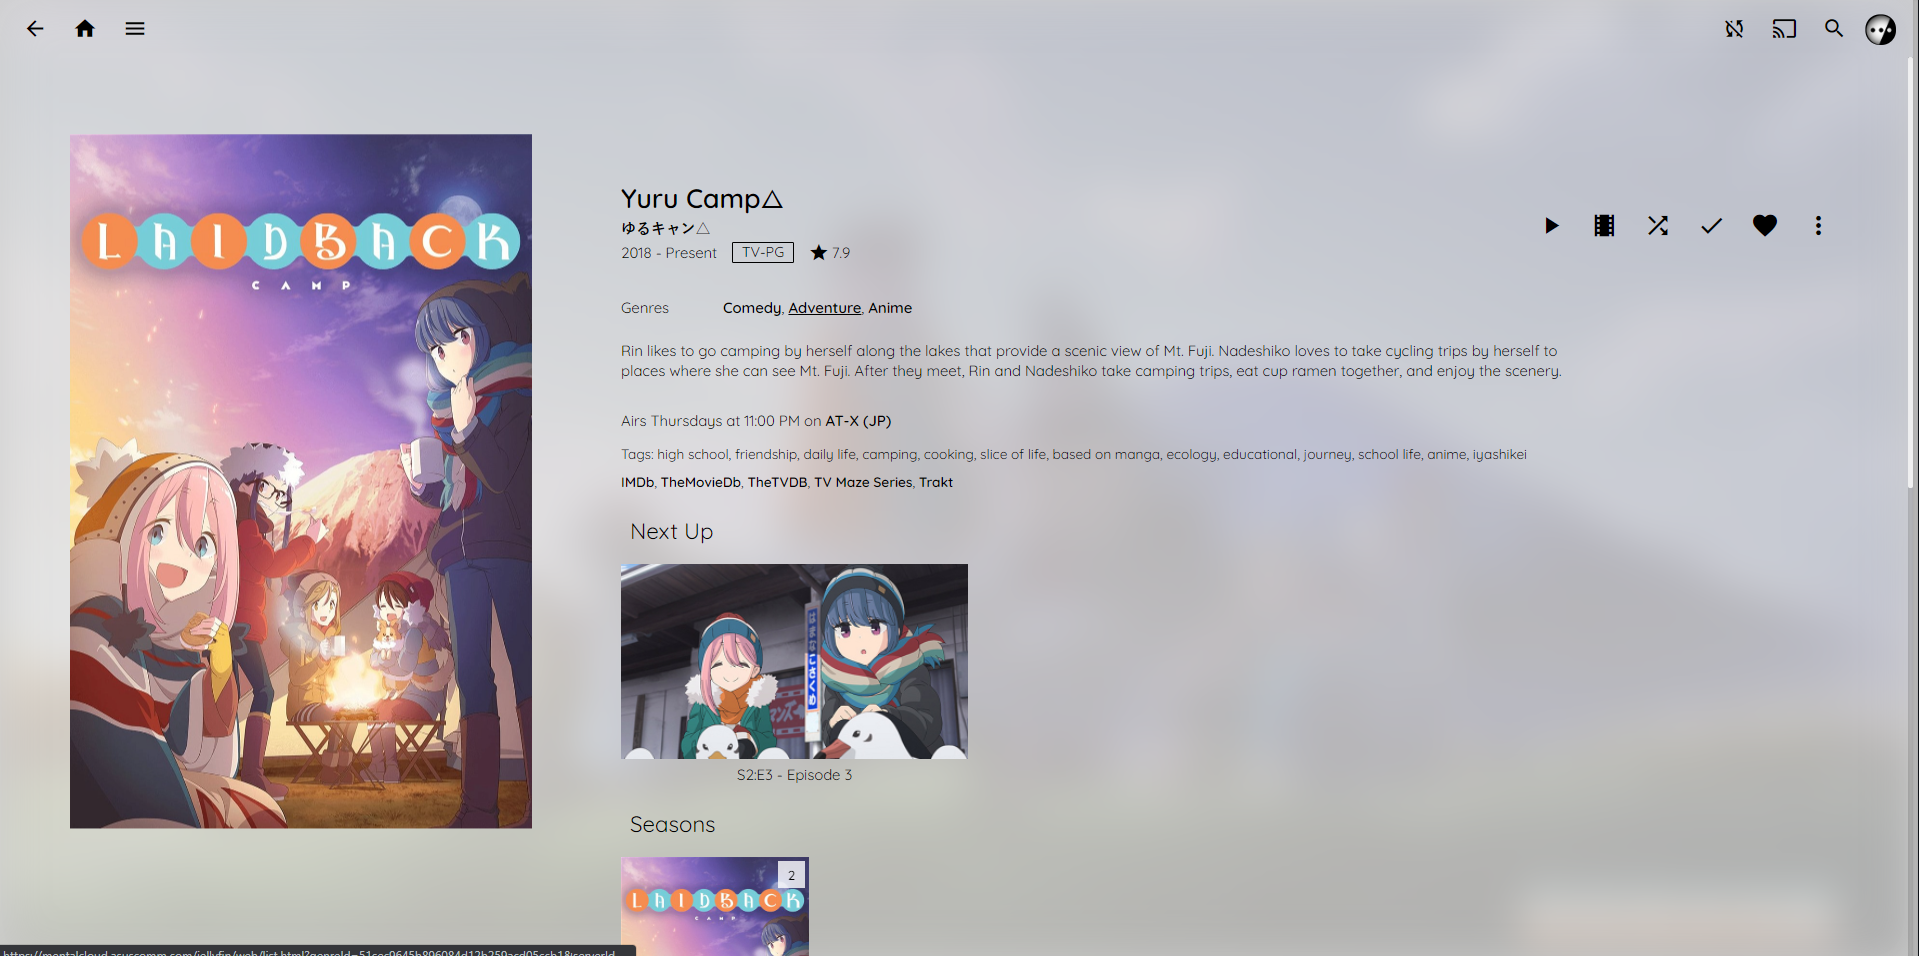 LAIDBACK
CAMP
Yuru Camp△
ゆるキャン△
2018 - Present TV-PG 7.9
Genres Comedy, Adventure, Anime
Rin likes to go camping by herself along the lakes that provide a scenic view of Mt. Fuji. Nadeshiko loves to take cycling trips by herself to
places where she can see Mt. Fuji. After they meet, Rin and Nadeshiko take camping trips, eat cup ramen together, and enjoy the scenery.
Airs Thursdays at 11:00 PM on AT-X (JP)
Tags: high school, friendship, daily life, camping, cooking, slice of life, based on manga, ecology, educational, journey, school life, anime, iyashikei
IMDb, TheMovieDb, TheTVDB, TV Maze Series, Trakt
Next Up
S2:E3 - Episode 3
Seasons
2
LAIDBACK
CAMP